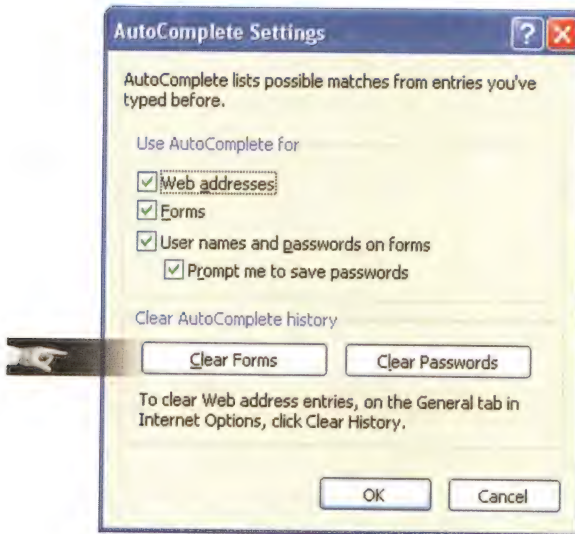 AutoComplete Settings
AutoComplete lists possible matches from entries you've
typed before.
Use AutoComplete for
Web addresses
Forms
User names and passwords on forms
Prompt me to save passwords
Clear AutoComplete history
Clear Forms Clear Passwords
To clear Web address entries, on the General tab in
Internet Options, click Clear History.
OK Cancel